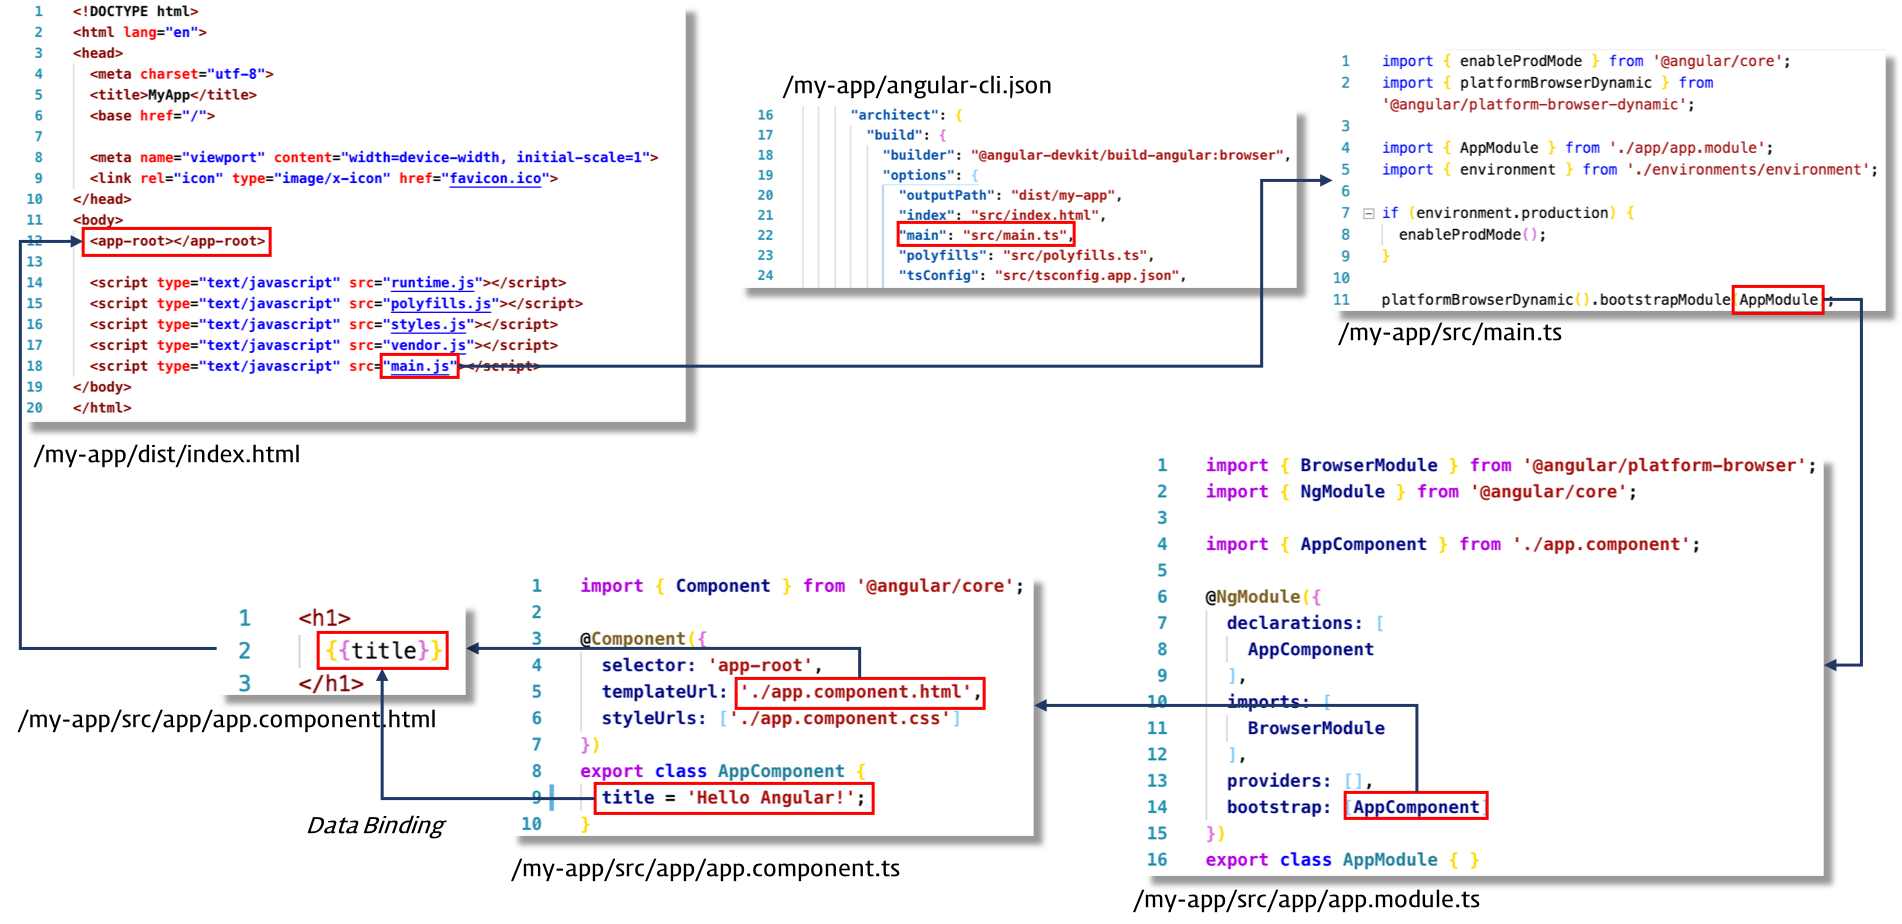 1 <!DOCTYPE html>
2 <html lang="en">
3 <head>
4 <meta charset="utf-8">
5 <title>MyApp</title>
6 <base href="/">
7
8 <meta name="viewport" content="width=device-width, initial-scale=1">
9 <link rel="icon" type="image/x-icon" href="favicon.ico">
10 </head>
11 <body>
12 <app-root></app-root>
13
14 <script type="text/javascript" src="runtime.js"></script>
15 <script type="text/javascript" src="polyfills.js"></script>
16 <script type="text/javascript" src="styles.js"></script>
17 <script type="text/javascript" src="vendor.js"></script>
18 <script type="text/javascript" src="main.js"></script>
19 </body>
20 </html>
/my-app/dist/index.html
/my-app/angular-cli.json
16 "architect": {
17 "build": {
18 "builder": "@angular-devkit/build-angular:browser",
19 "options": {
20 "outputPath": "dist/my-app",
21 "index": "src/index.html",
22 "main": "src/main.ts",
23 "polyfills": "src/polyfills.ts",
24 "tsConfig": "src/tsconfig.app.json",
1 import { enableProdMode } from '@angular/core';
2 import { platformBrowserDynamic } from
'@angular/platform-browser-dynamic';
3
4 import { AppModule } from './app/app.module';
5 import { environment } from './environments/environment';
6
7 if (environment.production) {
8 enableProdMode();
9 }
10
11 platformBrowserDynamic().bootstrapModule(AppModule);
/my-app/src/main.ts
1 import { BrowserModule } from '@angular/platform-browser';
2 import { NgModule } from '@angular/core';
3
4 import { AppComponent } from './app.component';
5
6 @NgModule({
7 declarations: [
8 AppComponent
9 ],
10 imports: [
11 BrowserModule
12 ],
13 providers: [],
14 bootstrap: [AppComponent]
15 })
16 export class AppModule { }
/my-app/src/app/app.module.ts
1 import { Component } from '@angular/core';
2
3 @Component({
4 selector: 'app-root',
5 templateUrl: './app.component.html',
6 styleUrls: ['./app.component.css']
7 })
8 export class AppComponent {
9 title = 'Hello Angular!';
10 }
/my-app/src/app/app.component.ts
1 <h1>
2 {{title}}
3 </h1>
/my-app/src/app/app.component.html
Data Binding